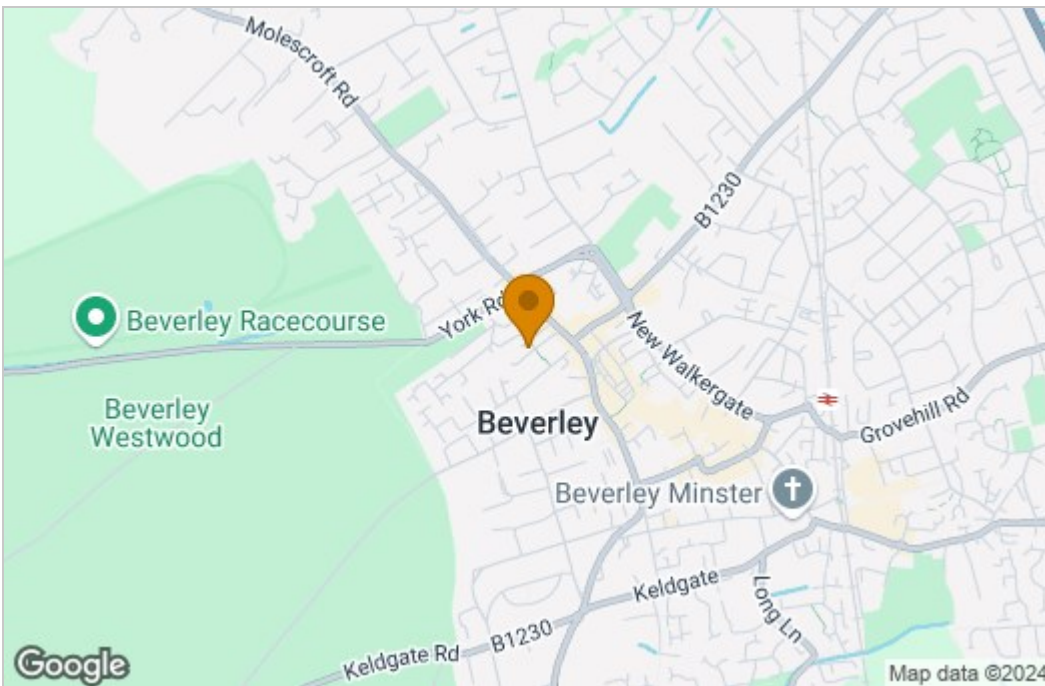 Molescroft Rd
B1230
York Rd
Beverley Racecourse
New Walkergate
Beverley
Westwood
Beverley
Grovehill Rd
Beverley Minster
Keldgate
Long Ln
B1230
Keldgate Rd
Google
Map data ©2024